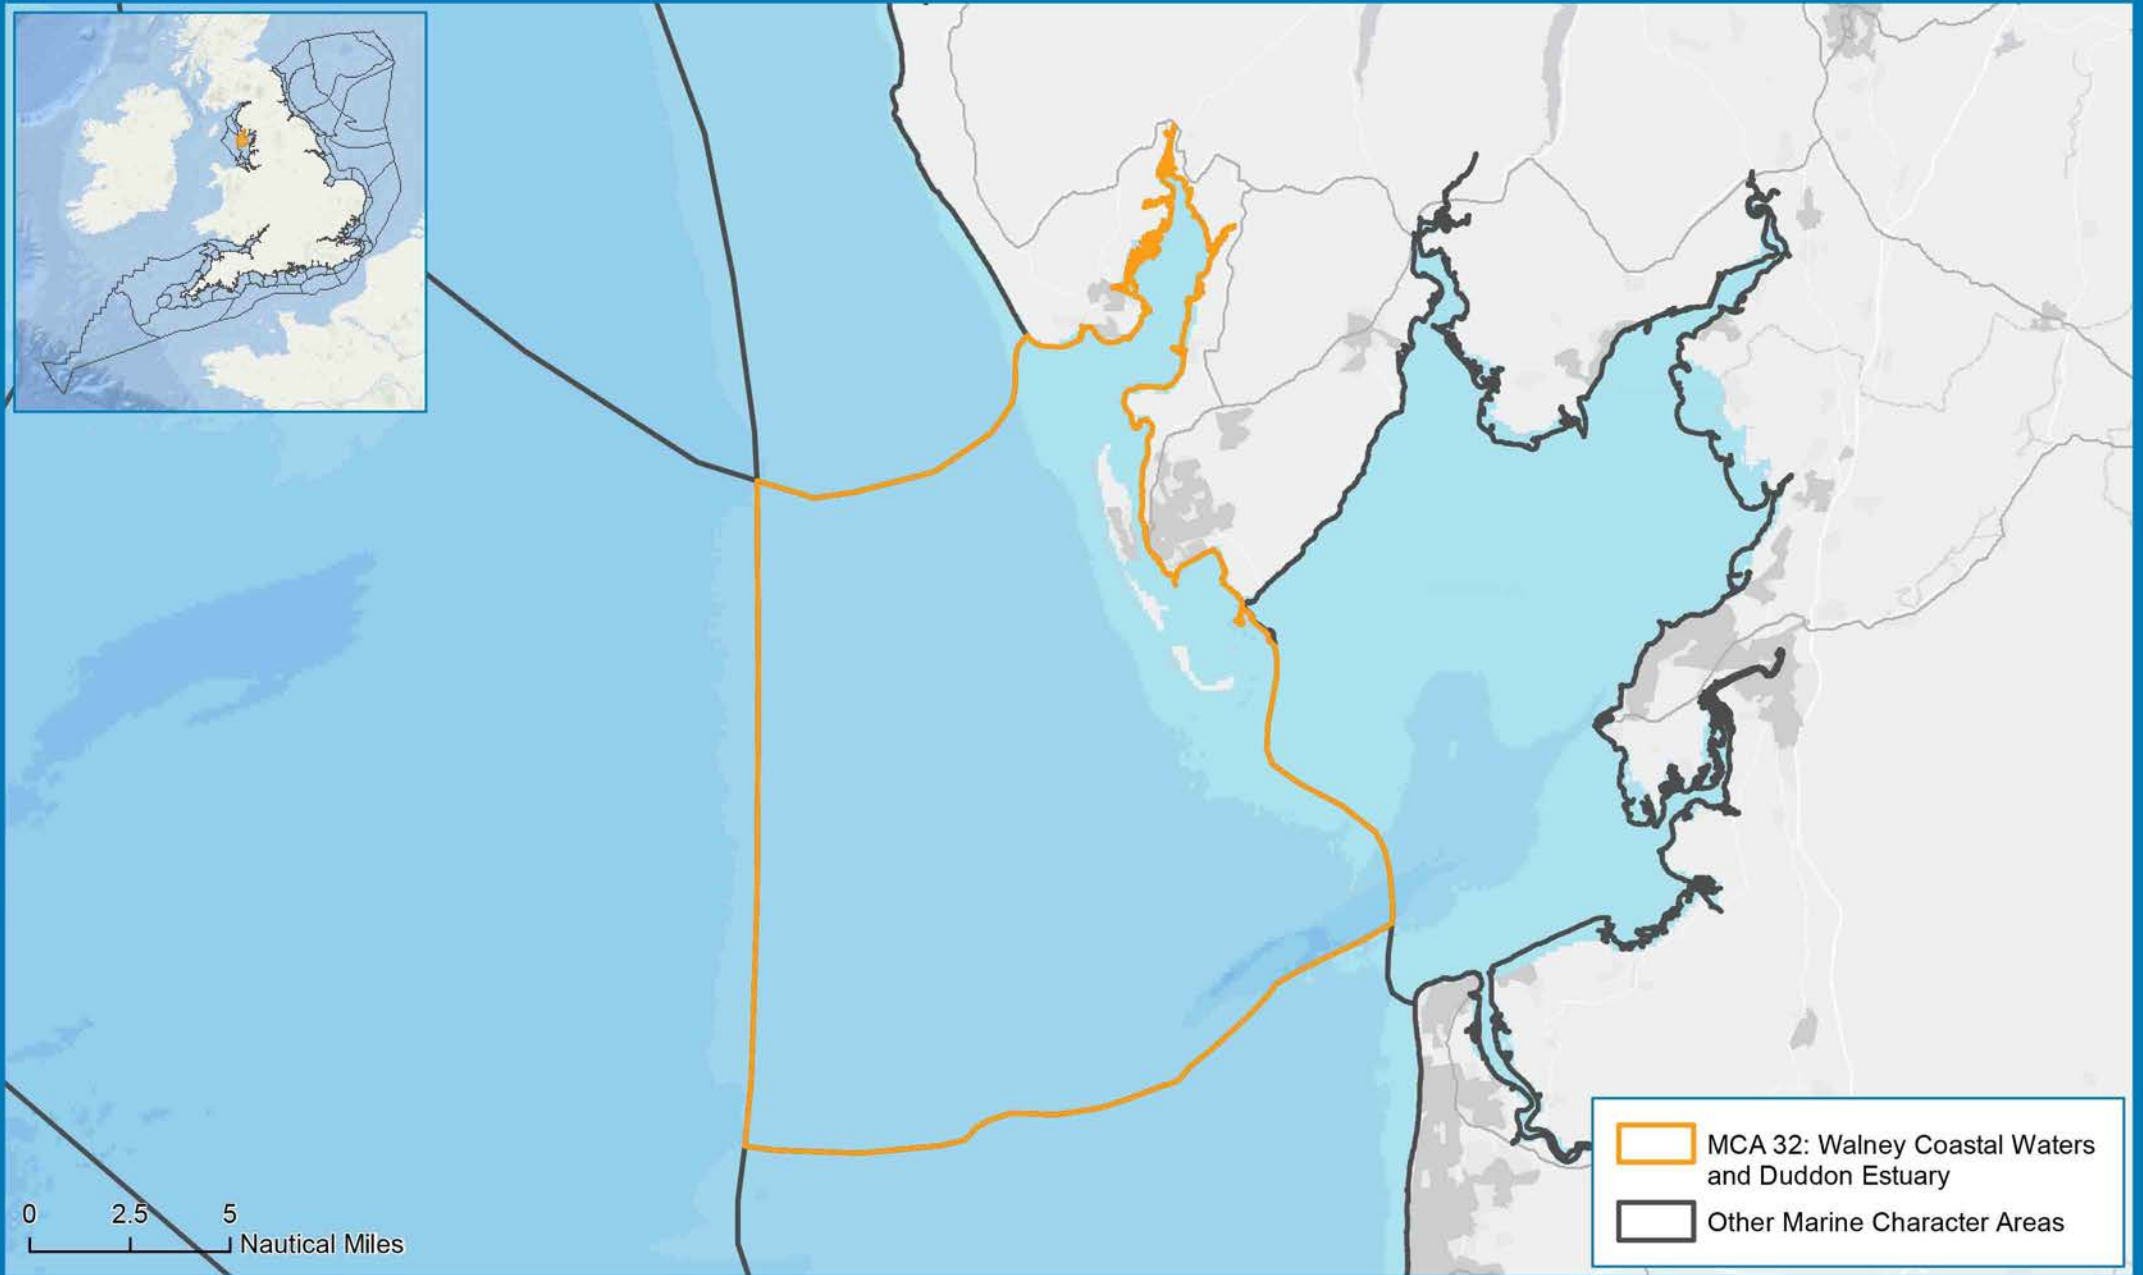 MCA 32: Walney Coastal Waters
and Duddon Estuary
Other Marine Character Areas
0 2.5 5
Nautical Miles